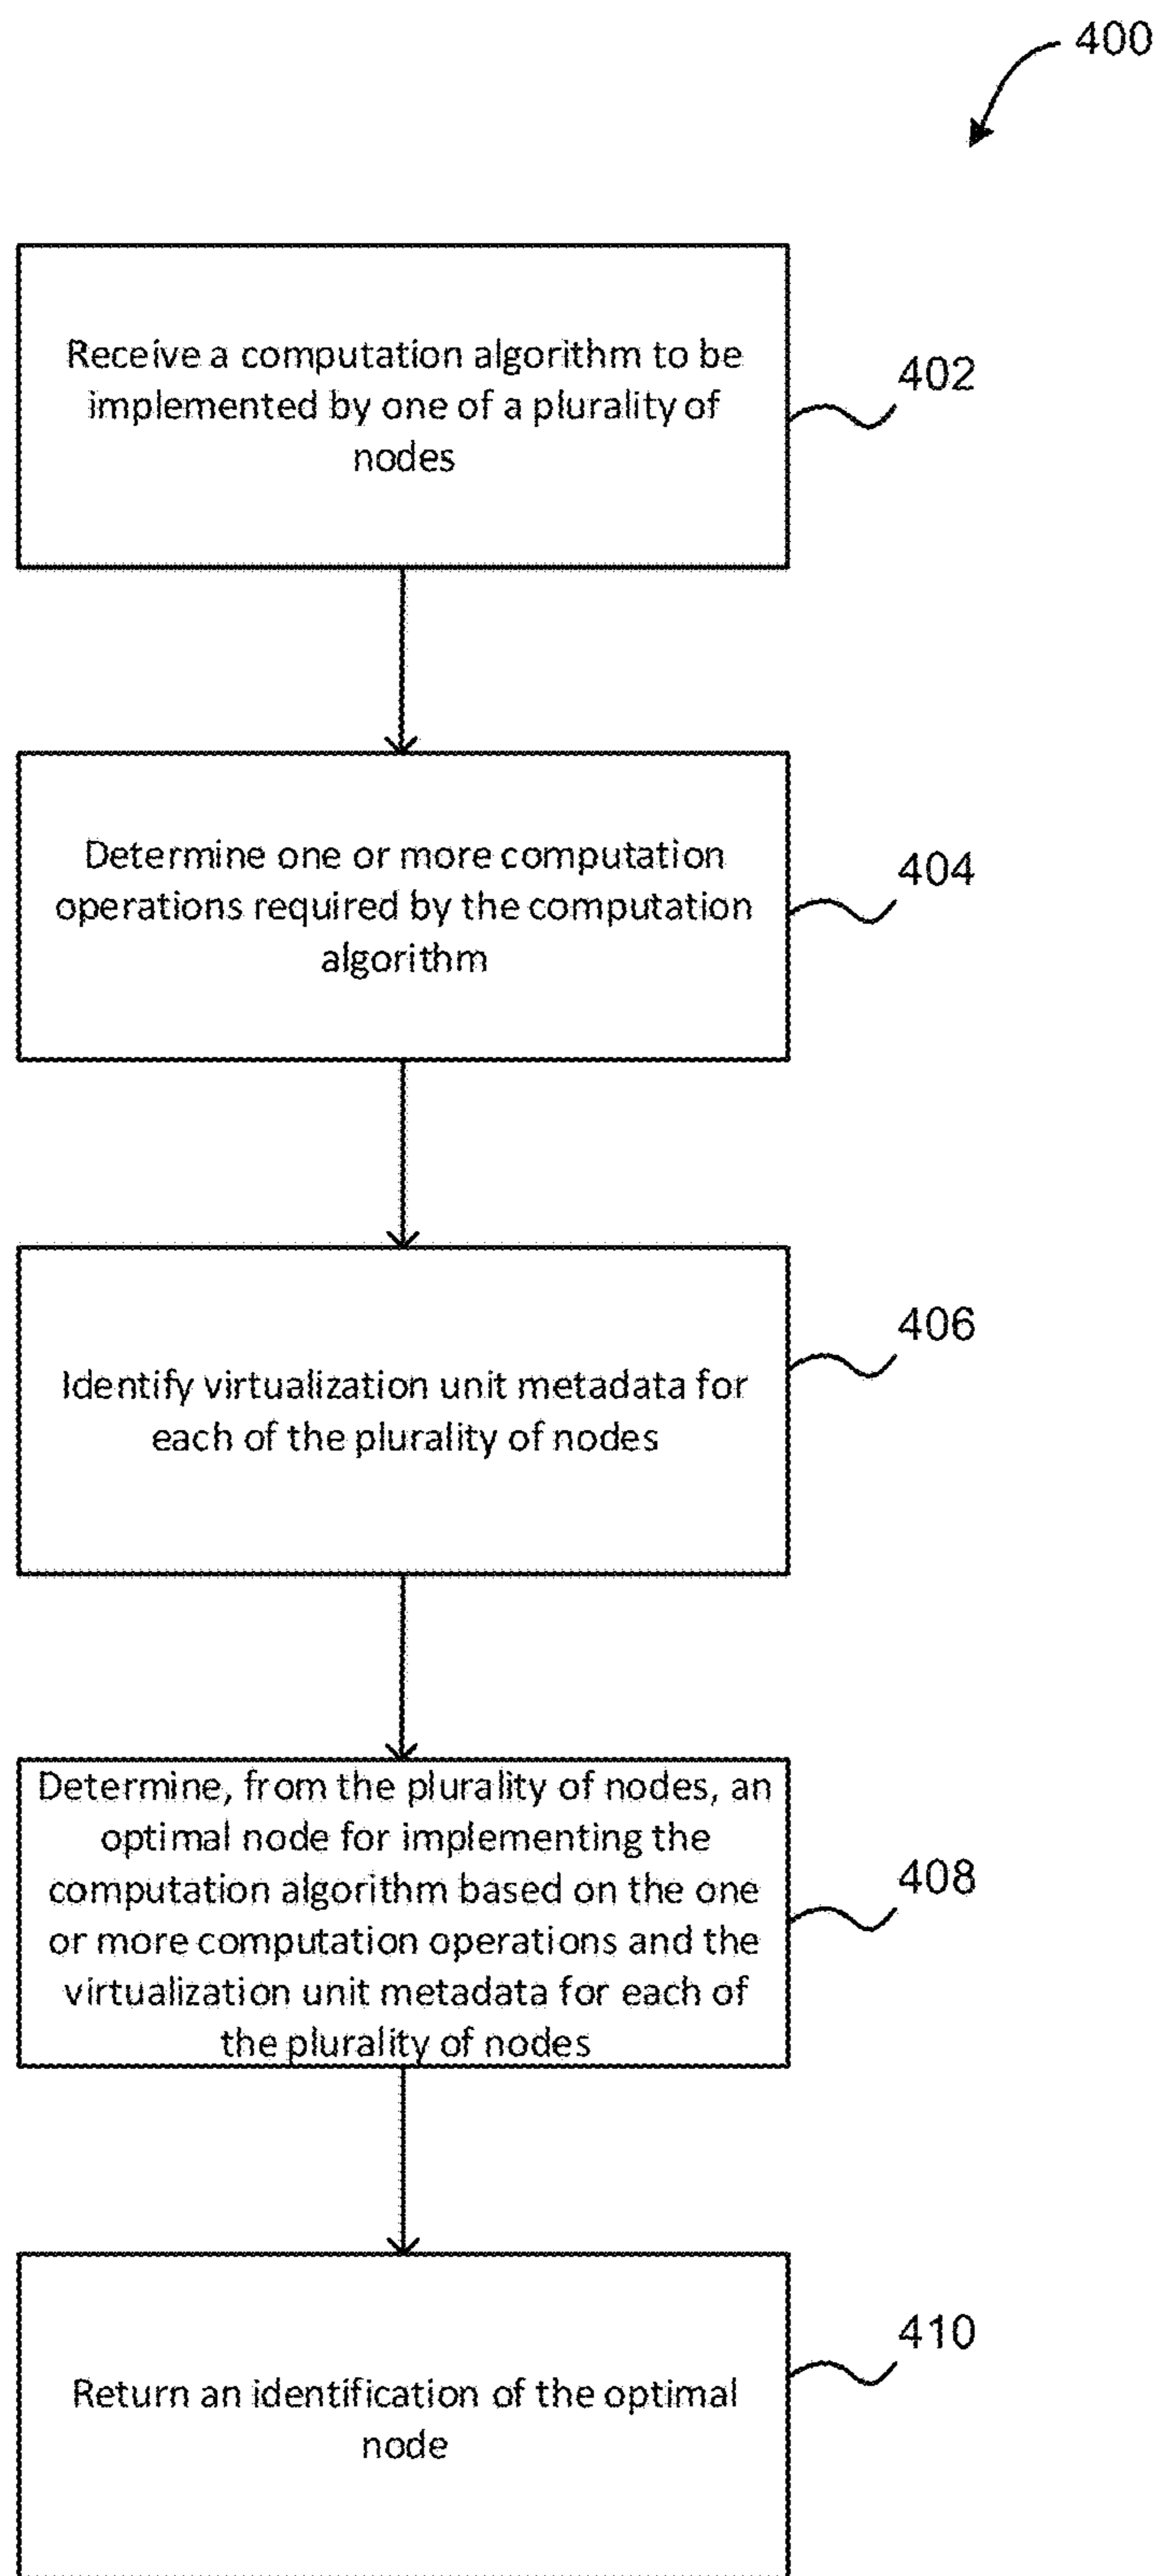 400
Receive a computation algorithm to be
implemented by one of a plurality of
nodes
402
Determine one or more computation
operations required by the computation
algorithm
404
Identify virtualization unit metadata for
each of the plurality of nodes
406
Determine, from the plurality of nodes, an
optimal node for implementing the
computation algorithm based on the one
or more computation operations and the
virtualization unit metadata for each of
the plurality of nodes
408
Return an identification of the optimal
node
410